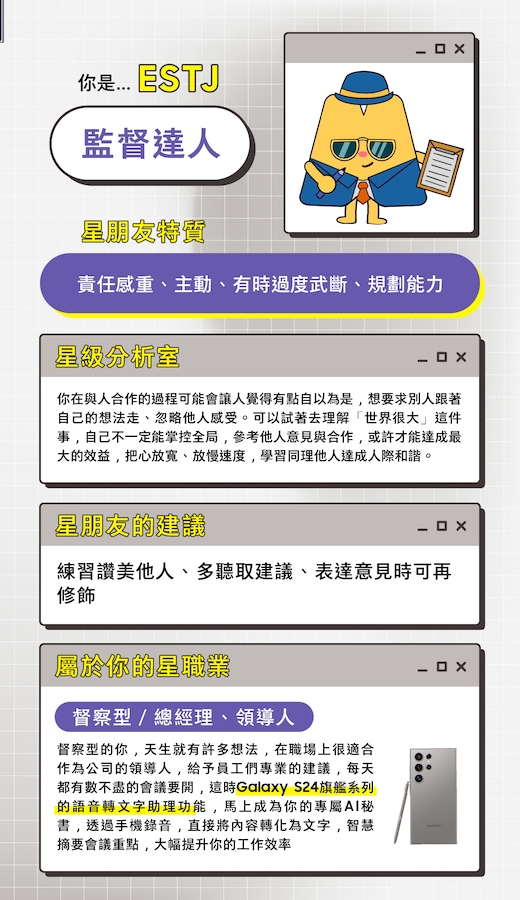 你是... ESTJ
監督達人
星朋友特質
責任感重、主動、有時過度武斷、規劃能力
星級分析室
你在與人合作的過程可能會讓人覺得有點自以為是，想要求別人跟著
自己的想法走、忽略他人感受。可以試著去理解「世界很大」這件
事，自己不一定能掌控全局，參考他人意見與合作，或許才能達成最
大的效益，把心放寬、放慢速度，學習同理他人達成人際和諧。
星朋友的建議
練習讚美他人、多聽取建議、表達意見時可再
修飾
屬於你的星職業
督察型 / 總經理、領導人
督察型的你，天生就有許多想法，在職場上很適合
作為公司的領導人，給予員工們專業的建議，每天
都有數不盡的會議要開，這時Galaxy S24旗艦系列
的語音轉文字助理功能，馬上成為你的專屬AI秘
書，透過手機錄音，直接將內容轉化為文字，智慧
摘要會議重點，大幅提升你的工作效率